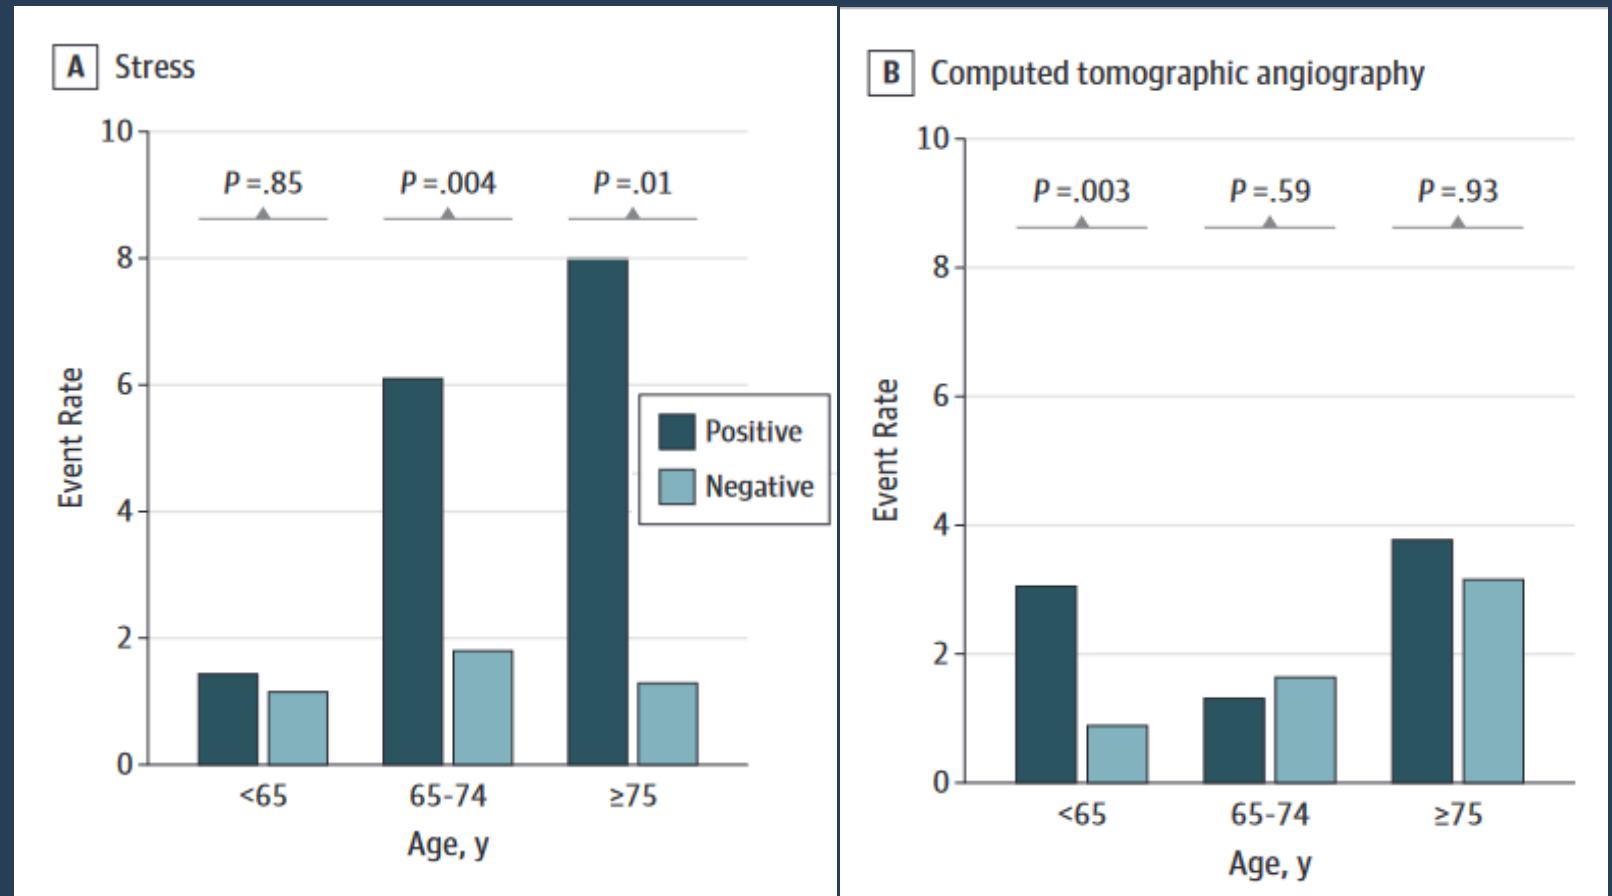 A Stress
10
P=.85 P=.004 P=.01
8
6
4
2
0
Event Rate
Positive
Negative
<65 65-74 ≥75
Age, y
B Computed tomographic angiography
10
P=.003 P=.59 P=.93
8
6
4
2
0
Event Rate
<65 65-74 ≥75
Age, y